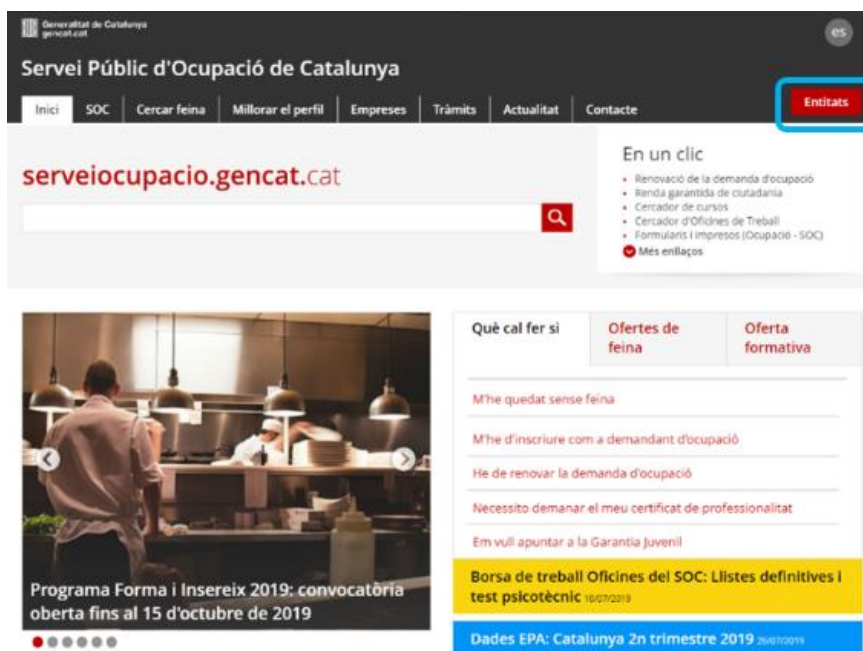 Generalitat de Catalunya
gencat.cat
es
Servei Públic d'Ocupació de Catalunya
Inici SOC Cercar feina Millorar el perfil Empreses Tràmits Actualitat Contacte Entitats
serveiocupacio.gencat.cat
En un clic
Renovació de la demanda d'ocupació
Renda garantida de ciutadania
Cercador de cursos
Cercador d'Oficines de Treball
Formularis i impresos (Ocupació - SOC)
Més enllaços
Programa Forma i Insereix 2019: convocatòria
oberta fins al 15 d'octubre de 2019
Què cal fer si
Ofertes de
feina
Oferta
formativa
M'he quedat sense feina
M'he d'inscriure com a demandant d'ocupació
He de renovar la demanda d'ocupació
Necessito demanar el meu certificat de professionalitat
Em vull apuntar a la Garantia Juvenil
Borsa de treball Oficines del SOC: Llistes definitives i
test psicotècnic 10/07/2019
Dades EPA: Catalunya 2n trimestre 2019 26/07/2019